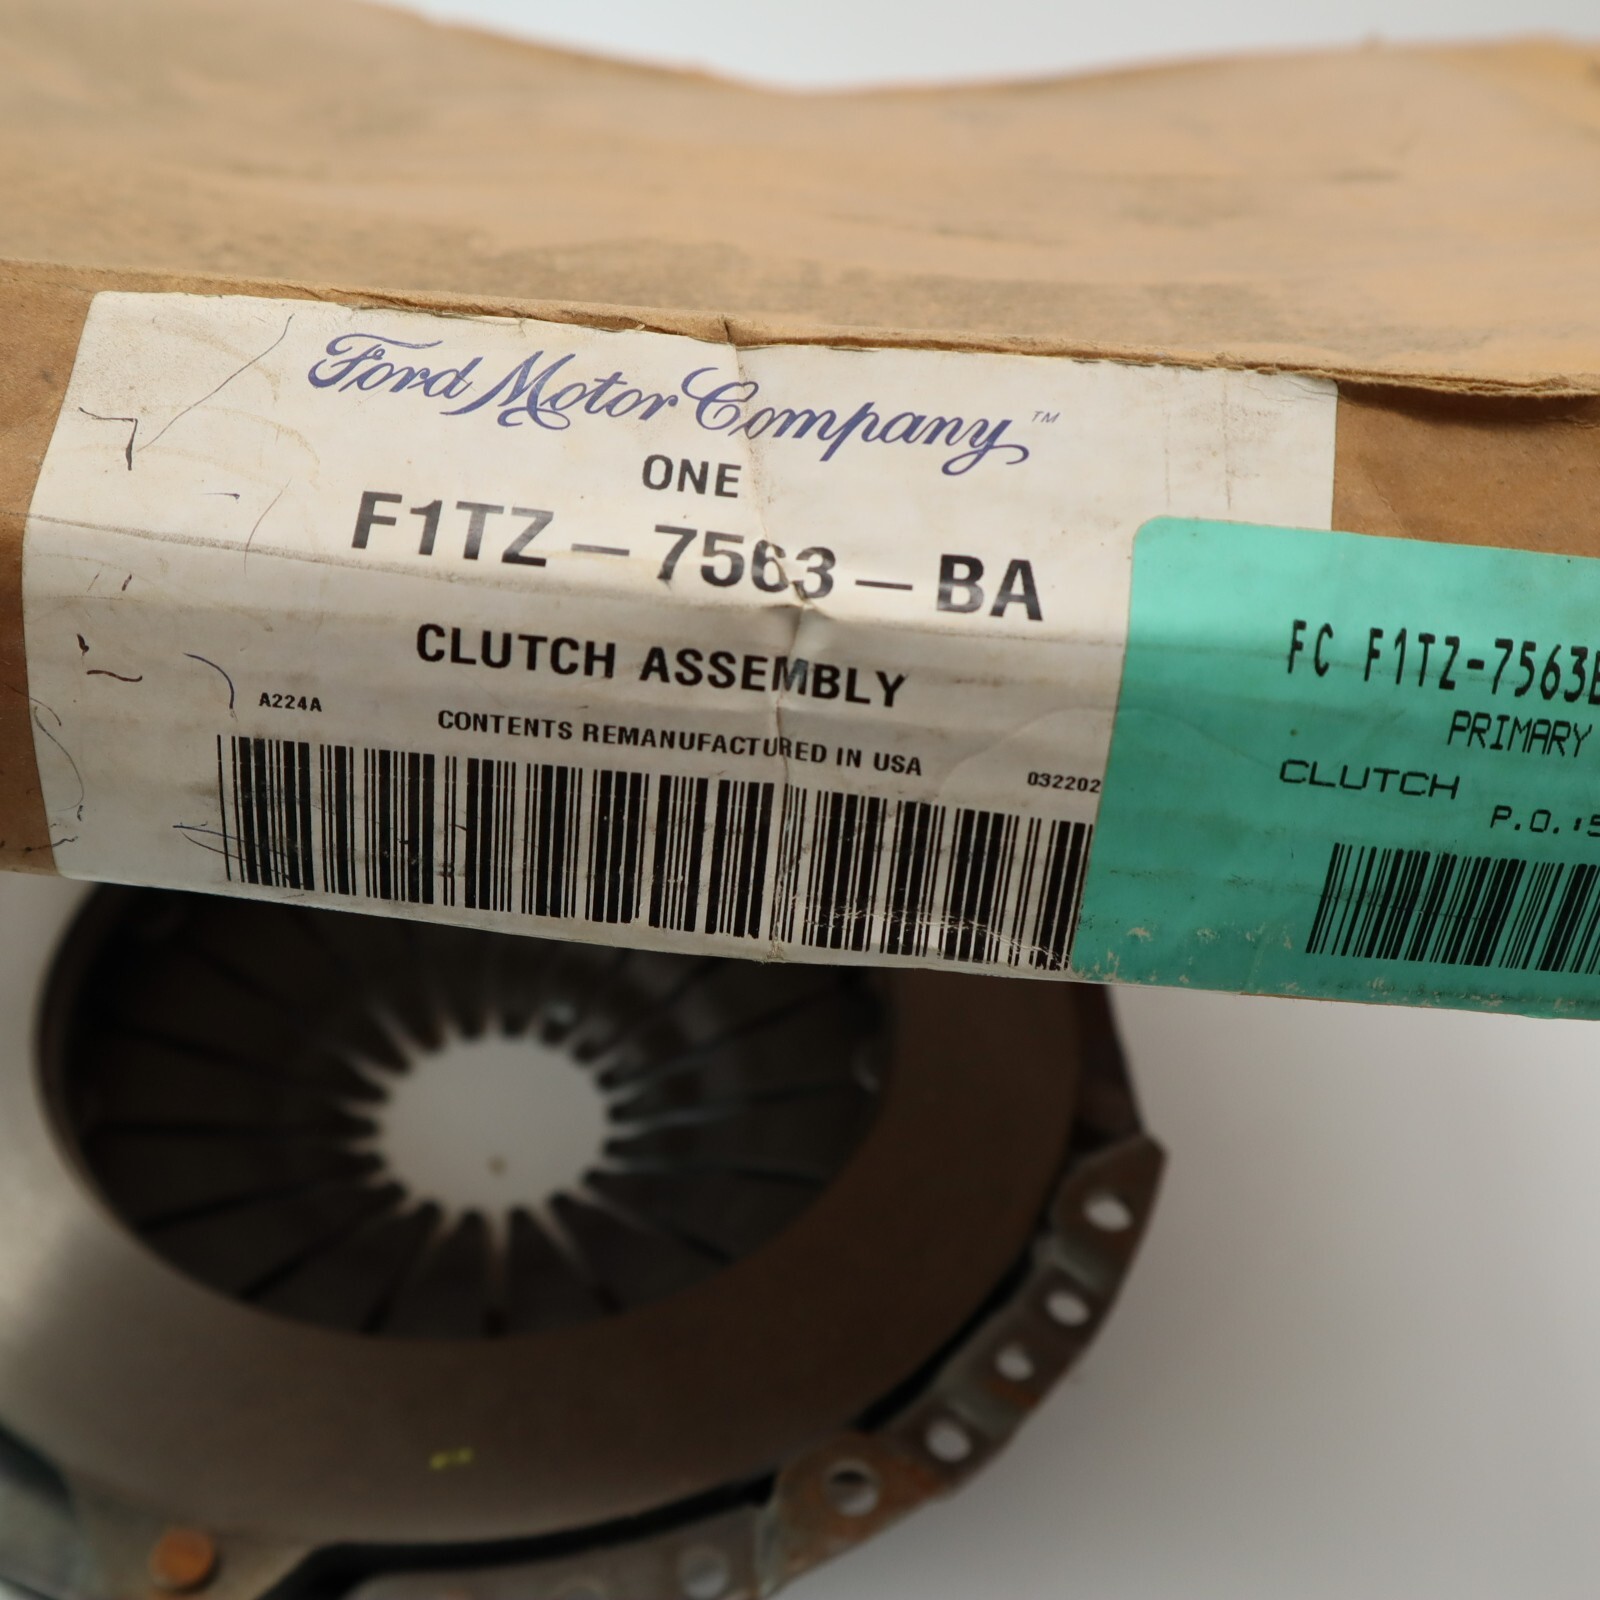 Ford Motor Company™
ONE
F1TZ – 7563 – BA
CLUTCH ASSEMBLY
A224A
CONTENTS REMANUFACTURED IN USA
032202
FC F1TZ-7563
PRIMARY
CLUTCH
P.O.: